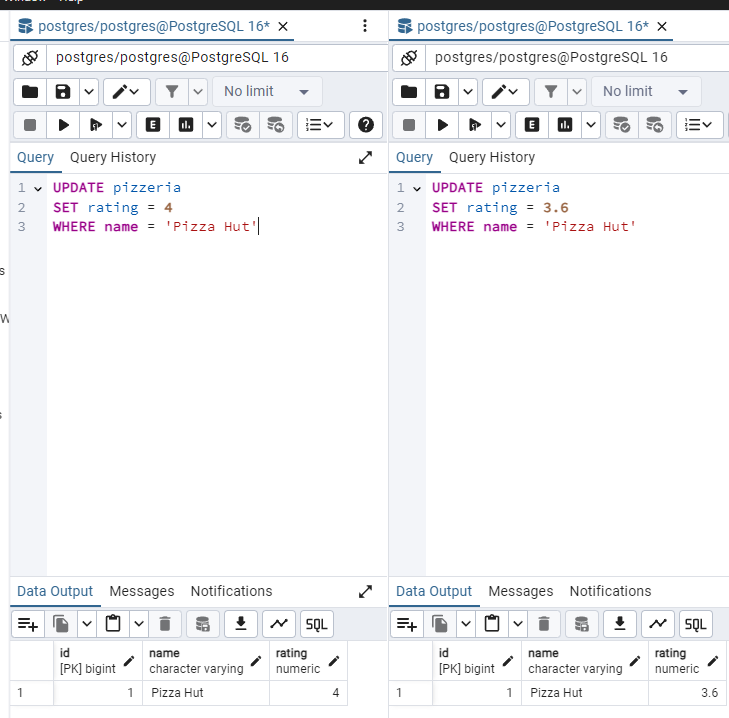 Window Help
postgres/postgres@PostgreSQL 16*
postgres/postgres@PostgreSQL 16
No limit
E
Query Query History
1 UPDATE pizzeria
2 SET rating = 4
3 WHERE name = 'Pizza Hut'
Data Output Messages Notifications
SQL
id name rating
[PK] bigint character varying numeric
1 1 Pizza Hut 4
postgres/postgres@PostgreSQL 16*
postgres/postgres@PostgreSQL 16
No limit
E
Query Query History
1 UPDATE pizzeria
2 SET rating = 3.6
3 WHERE name = 'Pizza Hut'
Data Output Messages Notifications
SQL
id name rating
[PK] bigint character varying numeric
1 1 Pizza Hut 3.6